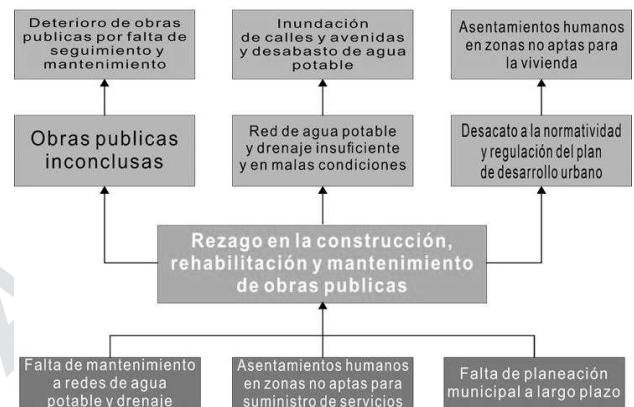 Deterioro de obras
publicas por falta de
seguimiento y
mantenimiento
Inundación
de calles y avenidas
y desabasto de agua
potable
Asentamientos humanos
en zonas no aptas para
la vivienda
Obras publicas
inconclusas
Red de agua potable
y drenaje insuficiente
y en malas condiciones
Desacato a la normatividad
y regulación del plan
de desarrollo urbano
Rezago en la construcción,
rehabilitación y mantenimiento
de obras publicas
Falta de mantenimiento
a redes de agua
potable y drenaje
Asentamientos humanos
en zonas no aptas para
suministro de servicios
Falta de planeación
municipal a largo plazo